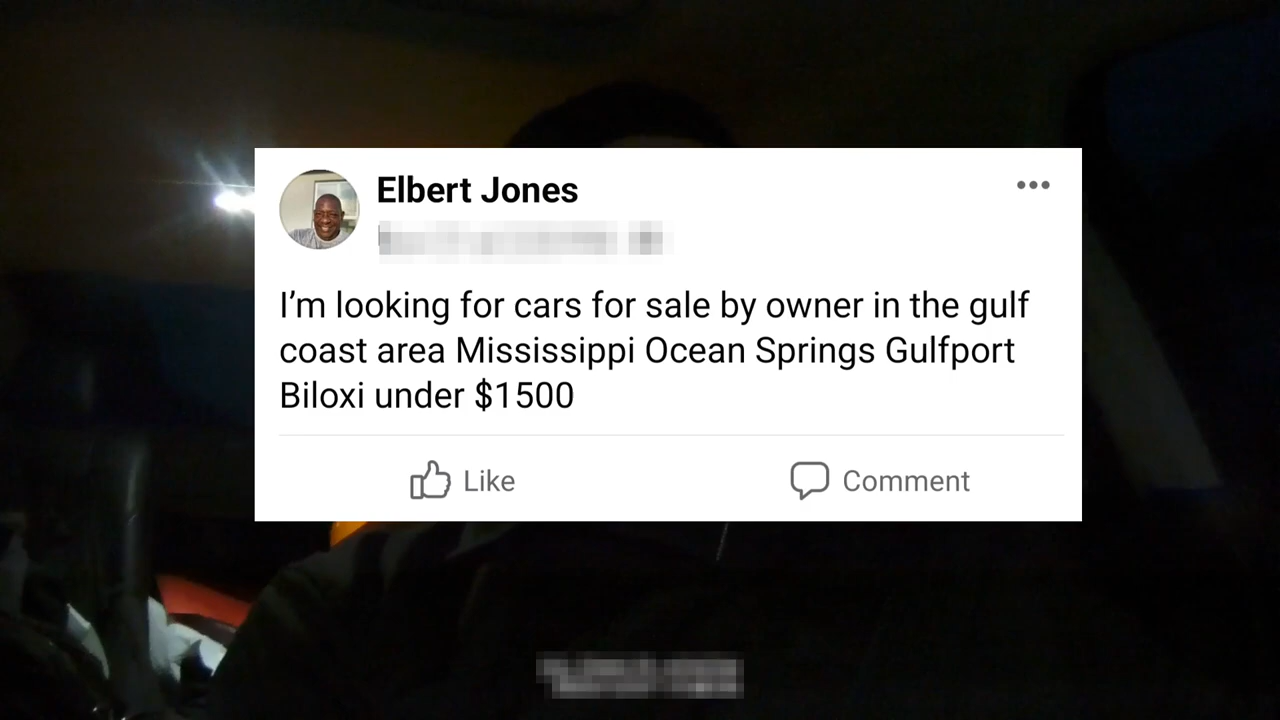 Elbert Jones
I’m looking for cars for sale by owner in the gulf
coast area Mississippi Ocean Springs Gulfport
Biloxi under $1500
Like
Comment